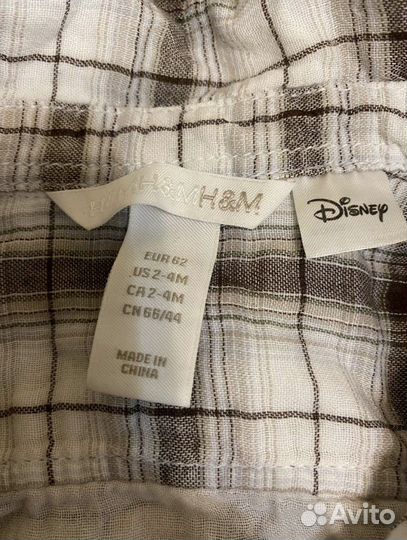 H&M H&M
Disney
EUR 62
US 2-4M
CA 2-4M
CN 66/44
MADE IN
CHINA
Avito